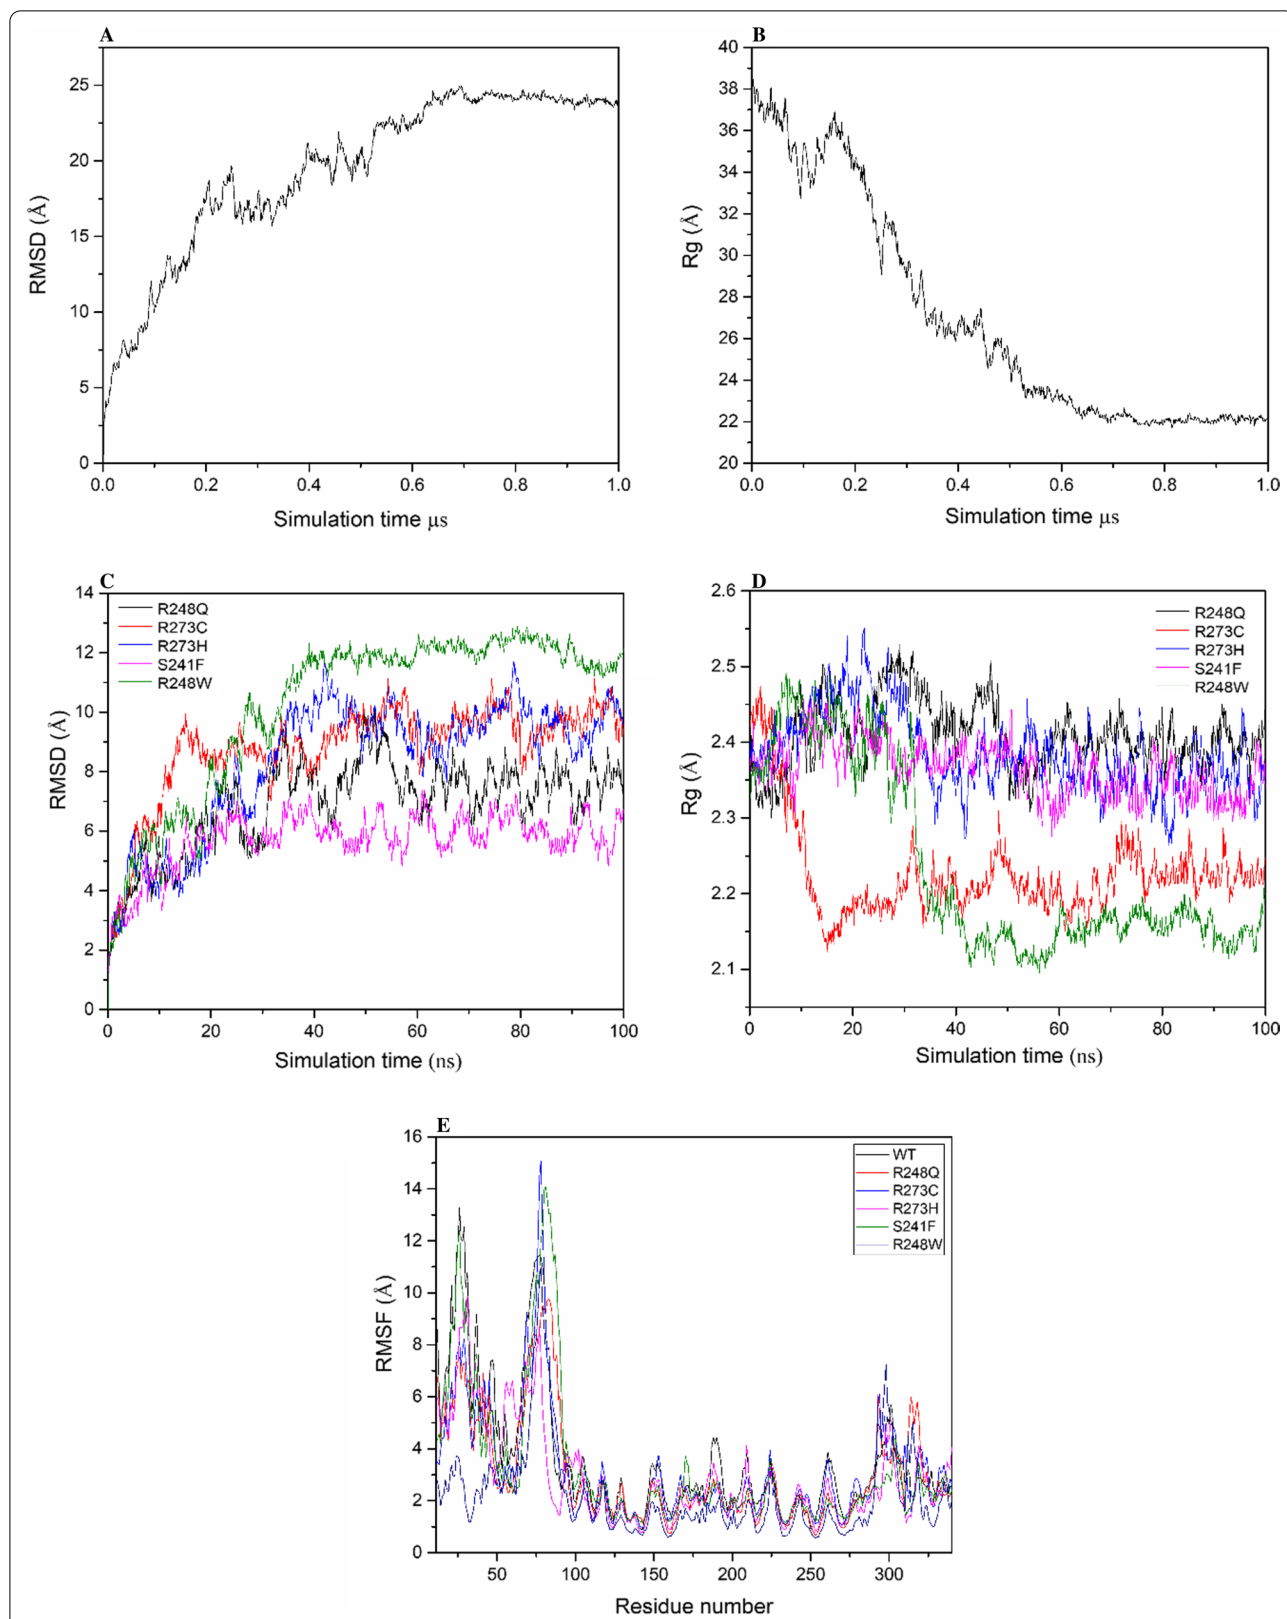 A
RMSD (Å)
25
20
15
10
5
0
0.0 0.2 0.4 0.6 0.8 1.0
Simulation time μs
B
Rg (Å)
40
38
36
34
32
30
28
26
24
22
20
0.0 0.2 0.4 0.6 0.8 1.0
Simulation time μs
C
RMSD (Å)
14
12
10
8
6
4
2
0
R248Q
R273C
R273H
S241F
R248W
0 20 40 60 80 100
Simulation time (ns)
D
Rg (Å)
2.6
2.5
2.4
2.3
2.2
2.1
R248Q
R273C
R273H
S241F
R248W
0 20 40 60 80 100
Simulation time (ns)
E
RMSF (Å)
16
14
12
10
8
6
4
2
0
WT
R248Q
R273C
R273H
S241F
R248W
50 100 150 200 250 300
Residue number